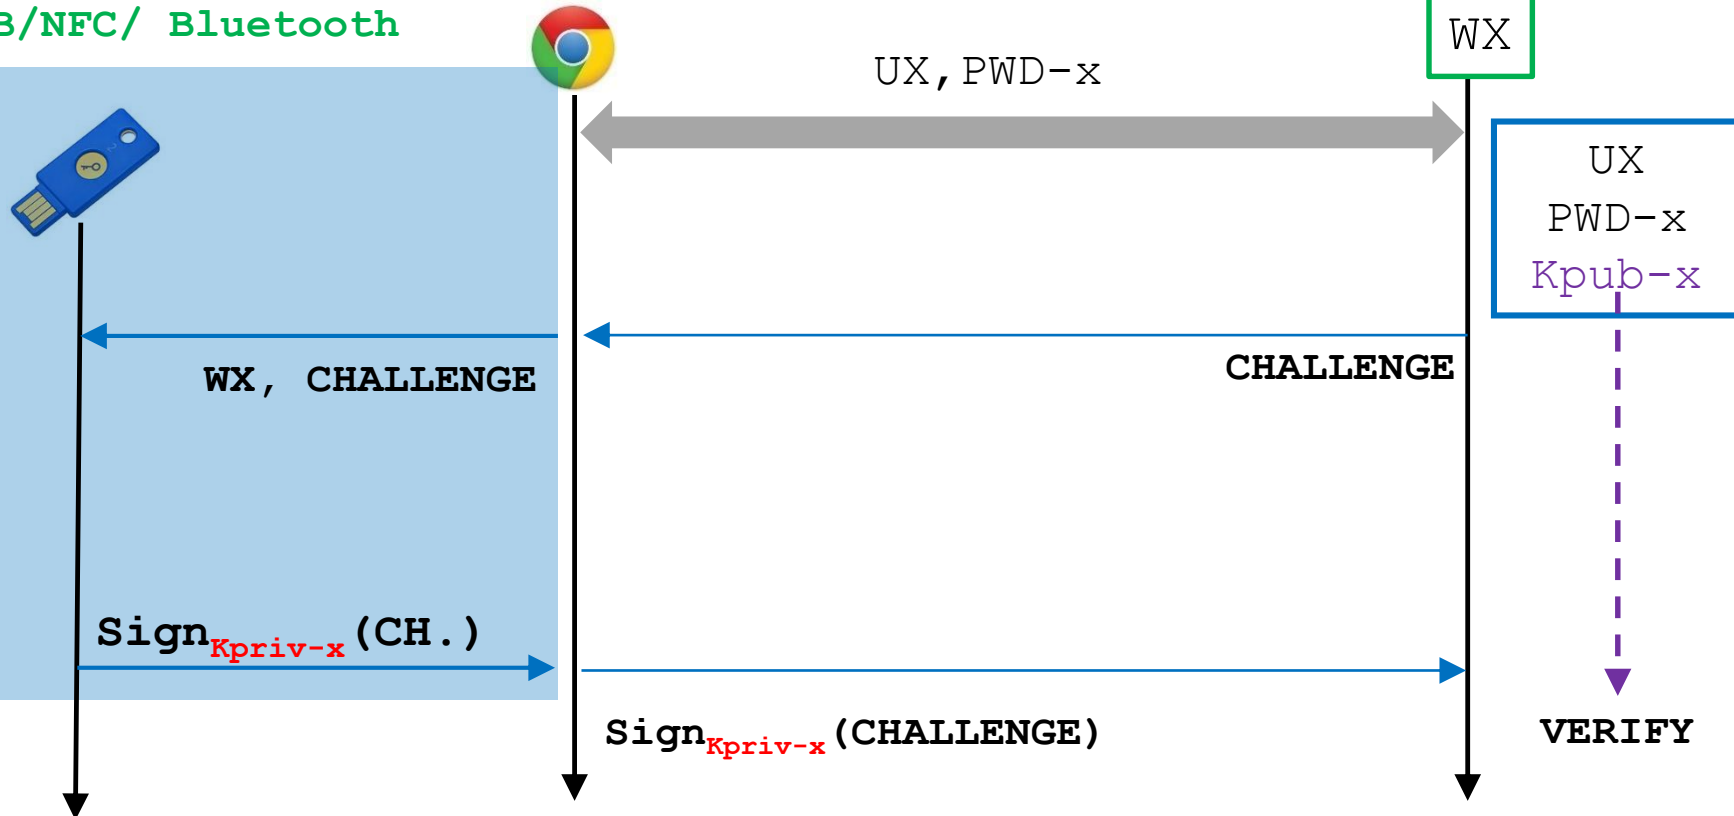 B/NFC/ Bluetooth
WX
UX,PWD-x
UX
PWD-x
Kpub-x
WX, CHALLENGE
CHALLENGE
SignKpriv-x(CH.)
SignKpriv-x(CHALLENGE)
VERIFY